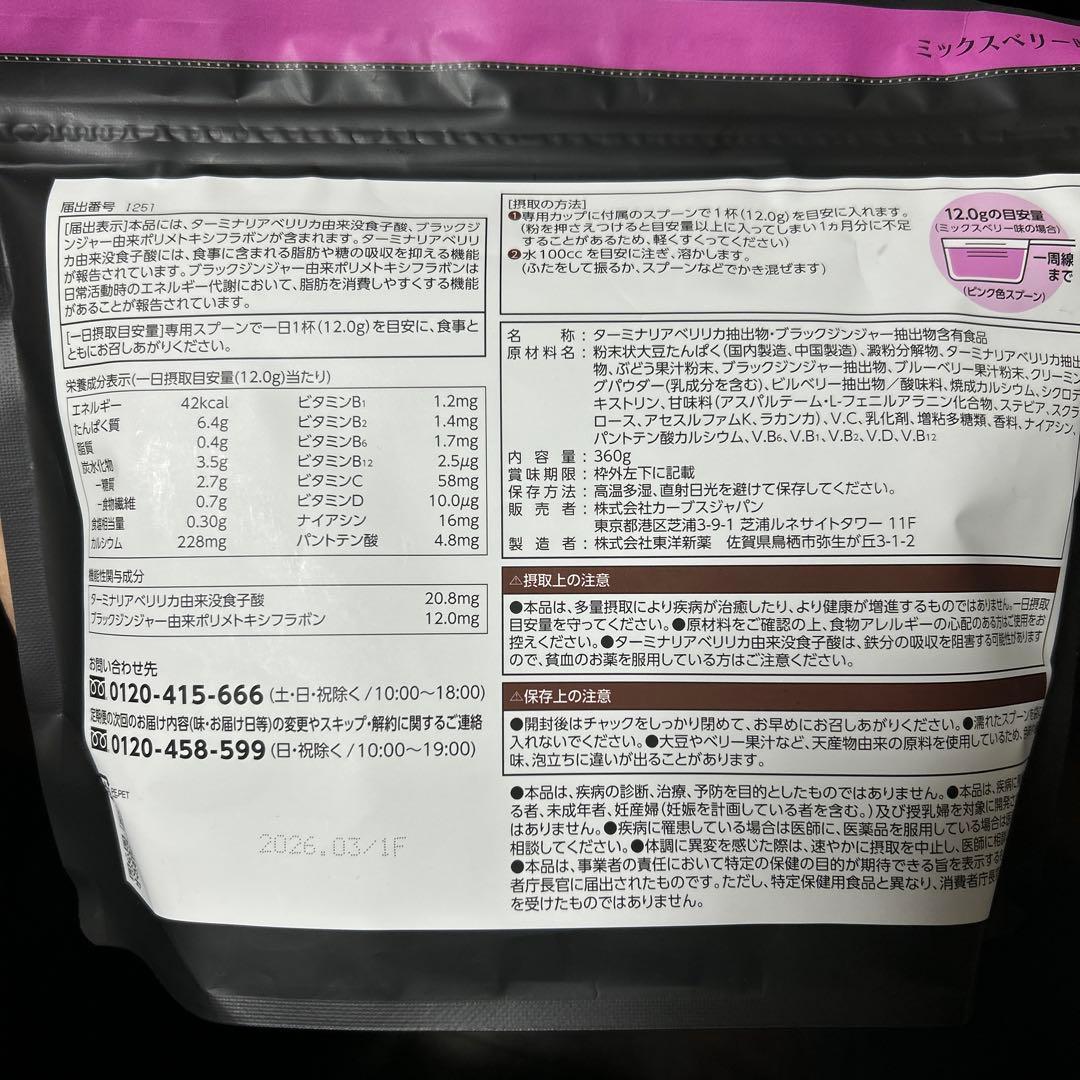 ミックスベリー
届出番号 I251
[届出表示]本品には、ターミナリアベリリカ由来没食子酸、ブラックジ
ンジャー由来ポリメトキシフラボンが含まれます。ターミナリアベリリ
カ由来没食子酸には、食事に含まれる脂肪や糖の吸収を抑える機能
が報告されています。ブラックジンジャー由来ポリメトキシフラボンは
日常活動時のエネルギー代謝において、脂肪を消費しやすくする機能
があることが報告されています。
[一日摂取目安量]専用スプーンで一日1杯(12.0g)を目安に、食事と
ともにお召しあがりください。
栄養成分表示(一日摂取目安量(12.0g)当たり)
エネルギー 42kcal ビタミンB1 1.2mg
たんぱく質 6.4g ビタミンB2 1.4mg
脂質 0.4g ビタミンB6 1.7mg
炭水化物 3.5g ビタミンB12 2.5μg
－糖質 2.7g ビタミンC 58mg
－食物繊維 0.7g ビタミンD 10.0μg
食塩相当量 0.30g ナイアシン 16mg
カルシウム 228mg パントテン酸 4.8mg
機能性関与成分
ターミナリアベリリカ由来没食子酸 20.8mg
ブラックジンジャー由来ポリメトキシフラボン 12.0mg
お問い合わせ先
0120-415-666 (土・日・祝除く/10:00〜18:00)
定期便の次回のお届け内容(味・お届け日等)の変更やスキップ・解約に関するご連絡
0120-458-599 (日・祝除く/10:00〜19:00)
PE,PET
2026.03/1F
[摂取の方法]
❶専用カップに付属のスプーンで1杯(12.0g)を目安に入れます。
(粉を押さえつけると目安量以上に入ってしまい1ヵ月分に不足
することがあるため、軽くすくってください)
❷水100ccを目安に注ぎ、溶かします。
(ふたをして振るか、スプーンなどでかき混ぜます)
12.0gの目安量
(ミックスベリー味の場合)
一周線
まで
(ピンク色スプーン)
名称:ターミナリアベリリカ抽出物・ブラックジンジャー抽出物含有食品
原材料名:粉末状大豆たんぱく(国内製造、中国製造)、澱粉分解物、ターミナリアベリリカ抽出
物、ぶどう果汁粉末、ブラックジンジャー抽出物、ブルーベリー果汁粉末、クリーミン
グパウダー(乳成分を含む)、ビルベリー抽出物/酸味料、焼成カルシウム、シクロデ
キストリン、甘味料(アスパルテーム・L-フェニルアラニン化合物、ステビア、スクラ
ロース、アセスルファムK、ラカンカ)、V.C、乳化剤、増粘多糖類、香料、ナイアシン、
パントテン酸カルシウム、V.B6、V.B1、V.B2、V.D、V.B12
内容量:360g
賞味期限:枠外左下に記載
保存方法:高温多湿、直射日光を避けて保存してください。
販売者:株式会社カーブスジャパン
東京都港区芝浦3-9-1 芝浦ルネサイトタワー 11F
製造者:株式会社東洋新薬 佐賀県鳥栖市弥生が丘3-1-2
⚠摂取上の注意
●本品は、多量摂取により疾病が治癒したり、より健康が増進するものではありません。一日摂取
目安量を守ってください。●原材料をご確認の上、食物アレルギーの心配のある方はご使用をお
控えください。●ターミナリアベリリカ由来没食子酸は、鉄分の吸収を阻害する可能性があります
ので、貧血のお薬を服用している方はご注意ください。
⚠保存上の注意
●開封後はチャックをしっかり閉めて、お早めにお召しあがりください。●濡れたスプーンを
入れないでください。●大豆やベリー果汁など、天産物由来の原料を使用しているため、
味、泡立ちに違いが出ることがあります。
●本品は、疾病の診断、治療、予防を目的としたものではありません。●本品は、疾病に
る者、未成年者、妊産婦(妊娠を計画している者を含む。)及び授乳婦を対象に開発さ
はありません。●疾病に罹患している場合は医師に、医薬品を服用している場合は
相談してください。●体調に異変を感じた際は、速やかに摂取を中止し、医師に相談
●本品は、事業者の責任において特定の保健の目的が期待できる旨を表示する
者庁長官に届出されたものです。ただし、特定保健用食品と異なり、消費者庁長
を受けたものではありません。